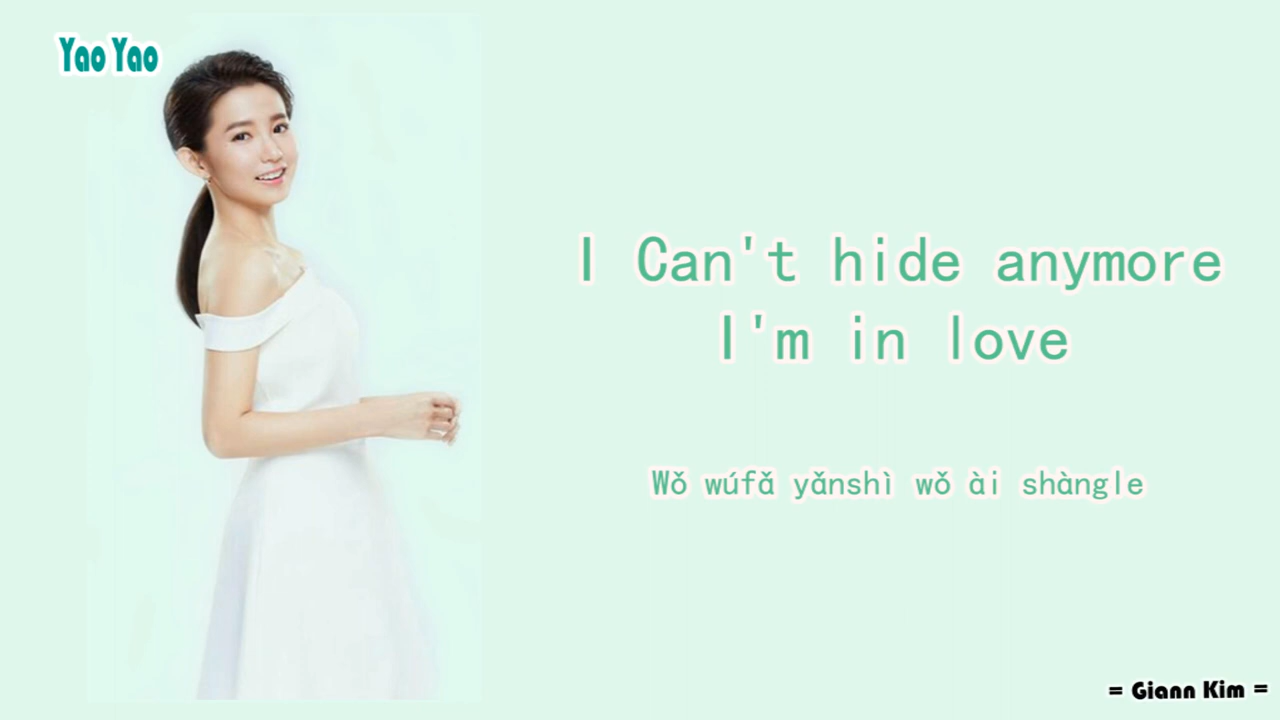 Yao Yao
I Can't hide anymore
I'm in love
Wǒ wúfǎ yǎnshì wǒ ài shàngle
= Giann Kim =